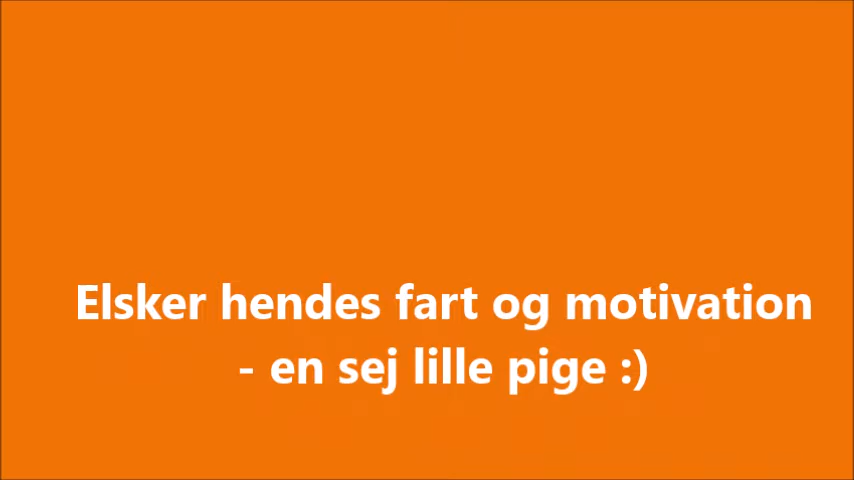 Elsker hendes fart og motivation
- en sej lille pige :)